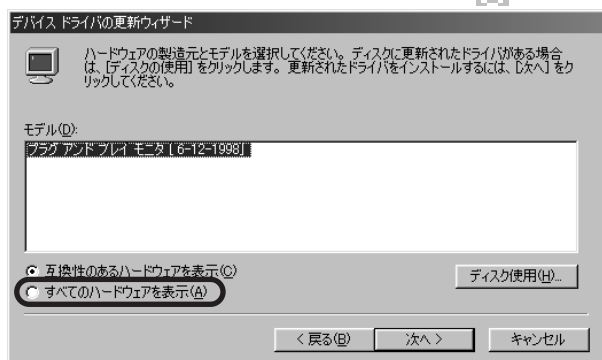 デバイス ドライバの更新ウィザード
ハードウェアの製造元とモデルを選択してください。ディスクに更新されたドライバがある場合
は、[ディスクの使用] をクリックします。更新されたドライバをインストールするには、[次へ] をク
リックしてください。
モデル(D):
プラグ アンド プレイ モニタ [ 6-12-1998]
互換性のあるハードウェアを表示(C)
ディスク使用(H)...
すべてのハードウェアを表示(A)
< 戻る(B)
次へ >
キャンセル